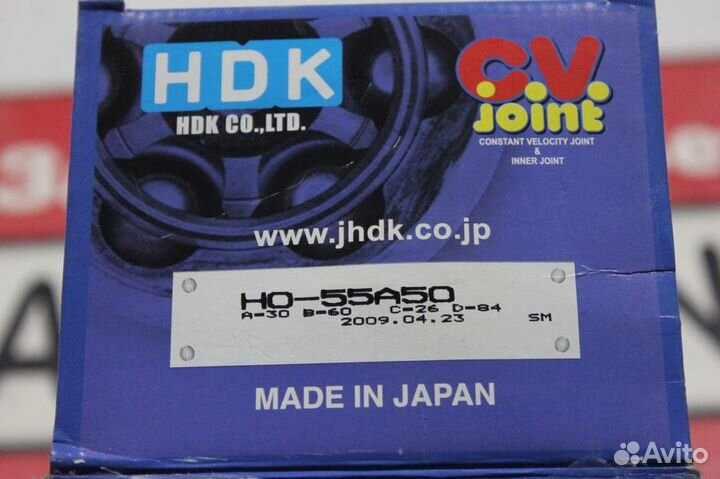 HDK
HDK CO.,LTD.
C.V.
joint
CONSTANT VELOCITY JOINT
&
INNER JOINT
www.jhdk.co.jp
HO-55A50
A-30 B-60 C-26 D-84
2009.04.23 SM
MADE IN JAPAN
Avito